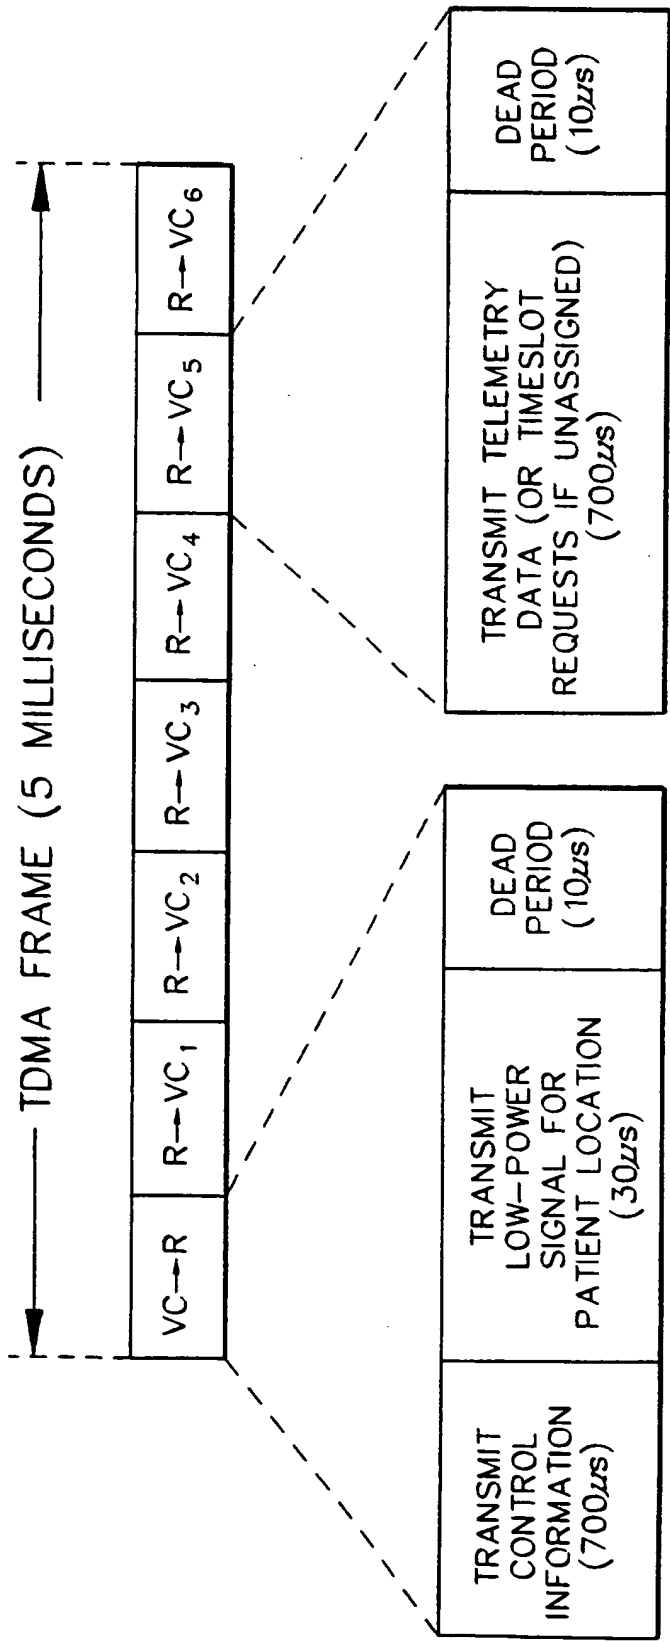 TDMA FRAME (5 MILLISECONDS)
VC→R
R→VC₁
R→VC₂
R→VC₃
R→VC₄
R→VC₅
R→VC₆
TRANSMIT
CONTROL
INFORMATION
(700µs)
TRANSMIT
LOW-POWER
SIGNAL FOR
PATIENT LOCATION
(30µs)
DEAD
PERIOD
(10µs)
TRANSMIT TELEMETRY
DATA (OR TIMESLOT
REQUESTS IF UNASSIGNED)
(700µs)
DEAD
PERIOD
(10µs)